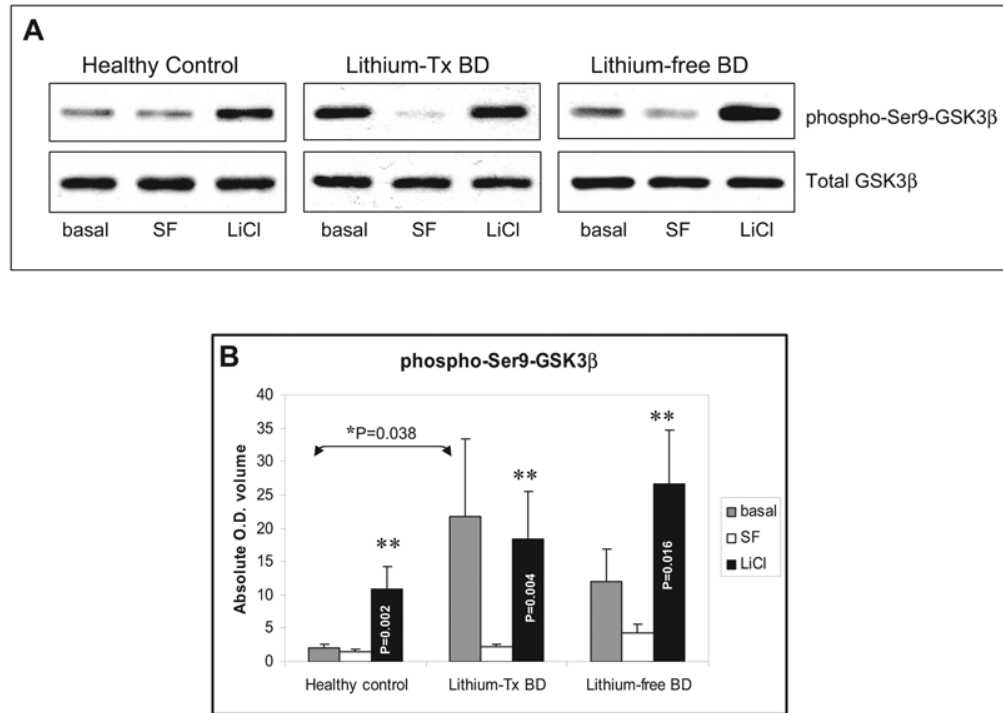 A
Healthy Control Lithium-Tx BD Lithium-free BD
phospho-Ser9-GSK3β
Total GSK3β
basal SF LiCl basal SF LiCl basal SF LiCl
B
phospho-Ser9-GSK3β
Absolute O.D. volume
40
35
30
25
20
15
10
5
0
*P=0.038
**
**
**
P=0.002
P=0.004
P=0.016
Healthy control Lithium-Tx BD Lithium-free BD
basal
SF
LiCl